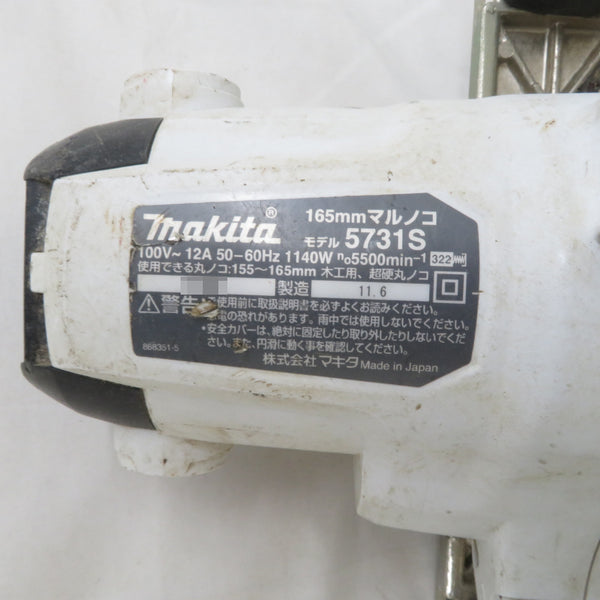 makita®
165mmマルノコ
モデル 5731S
100V~ 12A 50-60Hz 1140W n₀5500min⁻¹ 322
使用できる丸ノコ:155~165mm 木工用、超硬丸ノコ
製造 11.6
⚠警告 使用前に取扱説明書を必ずよくお読みください。
電の恐れがあります。雨中では使用しないでください。
・安全カバーは、絶対に固定したり取り外したりしないでくだ
さい。また、円滑に動く事を確認してください。
868351-5
株式会社マキタ Made in Japan